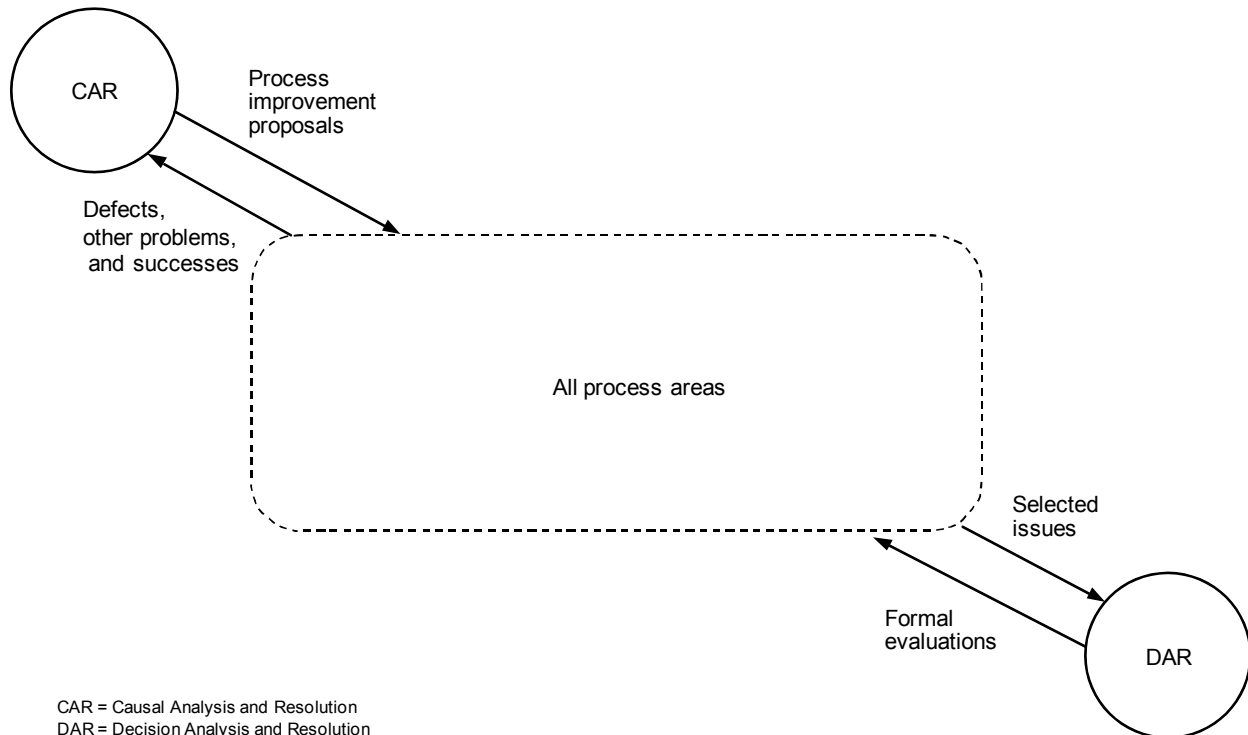 CAR
Process
improvement
proposals
Defects,
other problems,
and successes
All process areas
Selected
issues
Formal
evaluations
DAR
CAR = Causal Analysis and Resolution
DAR = Decision Analysis and Resolution